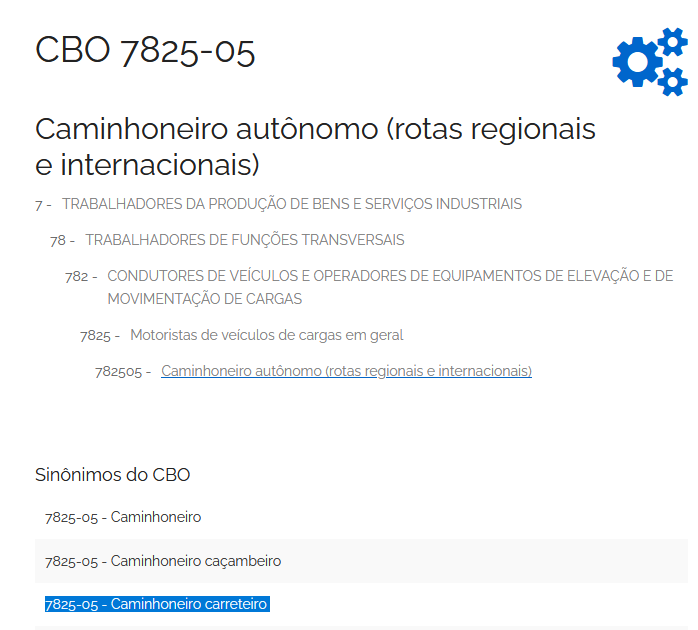 CBO 7825-05
Caminhoneiro autônomo (rotas regionais
e internacionais)
7 - TRABALHADORES DA PRODUÇÃO DE BENS E SERVIÇOS INDUSTRIAIS
78 - TRABALHADORES DE FUNÇÕES TRANSVERSAIS
782 - CONDUTORES DE VEÍCULOS E OPERADORES DE EQUIPAMENTOS DE ELEVAÇÃO E DE
MOVIMENTAÇÃO DE CARGAS
7825 - Motoristas de veículos de cargas em geral
782505 - Caminhoneiro autônomo (rotas regionais e internacionais)
Sinônimos do CBO
7825-05 - Caminhoneiro
7825-05 - Caminhoneiro caçambeiro
7825-05 - Caminhoneiro carreteiro